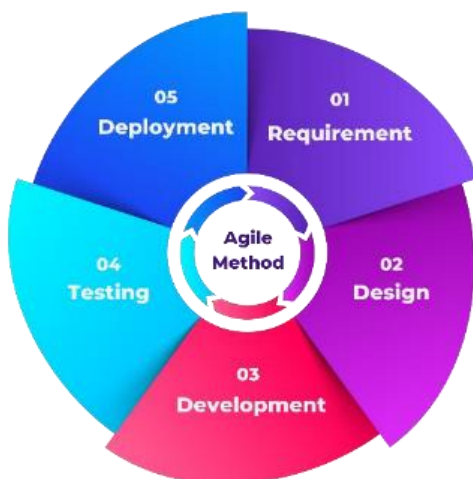 01
Requirement
02
Design
03
Development
04
Testing
05
Deployment
Agile
Method